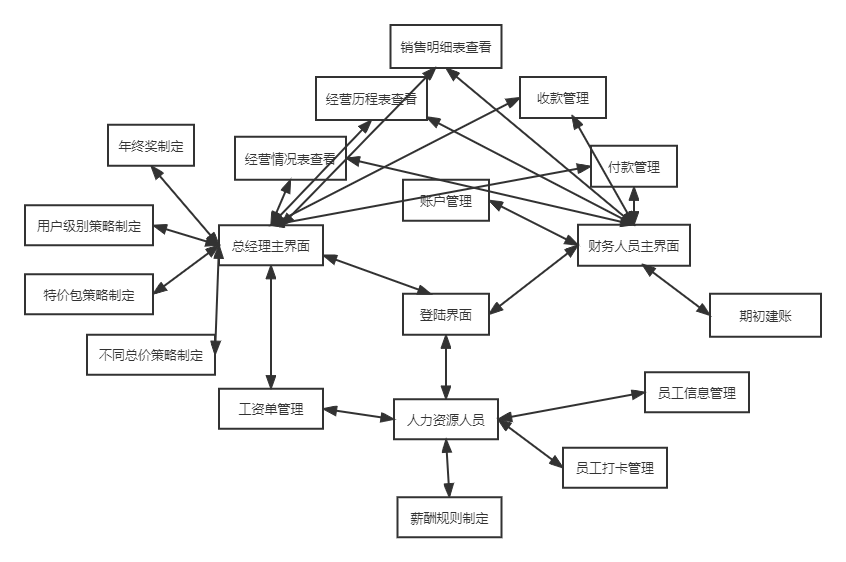 销售明细表查看
经营历程表查看
收款管理
年终奖制定
经营情况表查看
付款管理
账户管理
用户级别策略制定
总经理主界面
财务人员主界面
特价包策略制定
登陆界面
期初建账
不同总价策略制定
员工信息管理
工资单管理
人力资源人员
员工打卡管理
薪酬规则制定